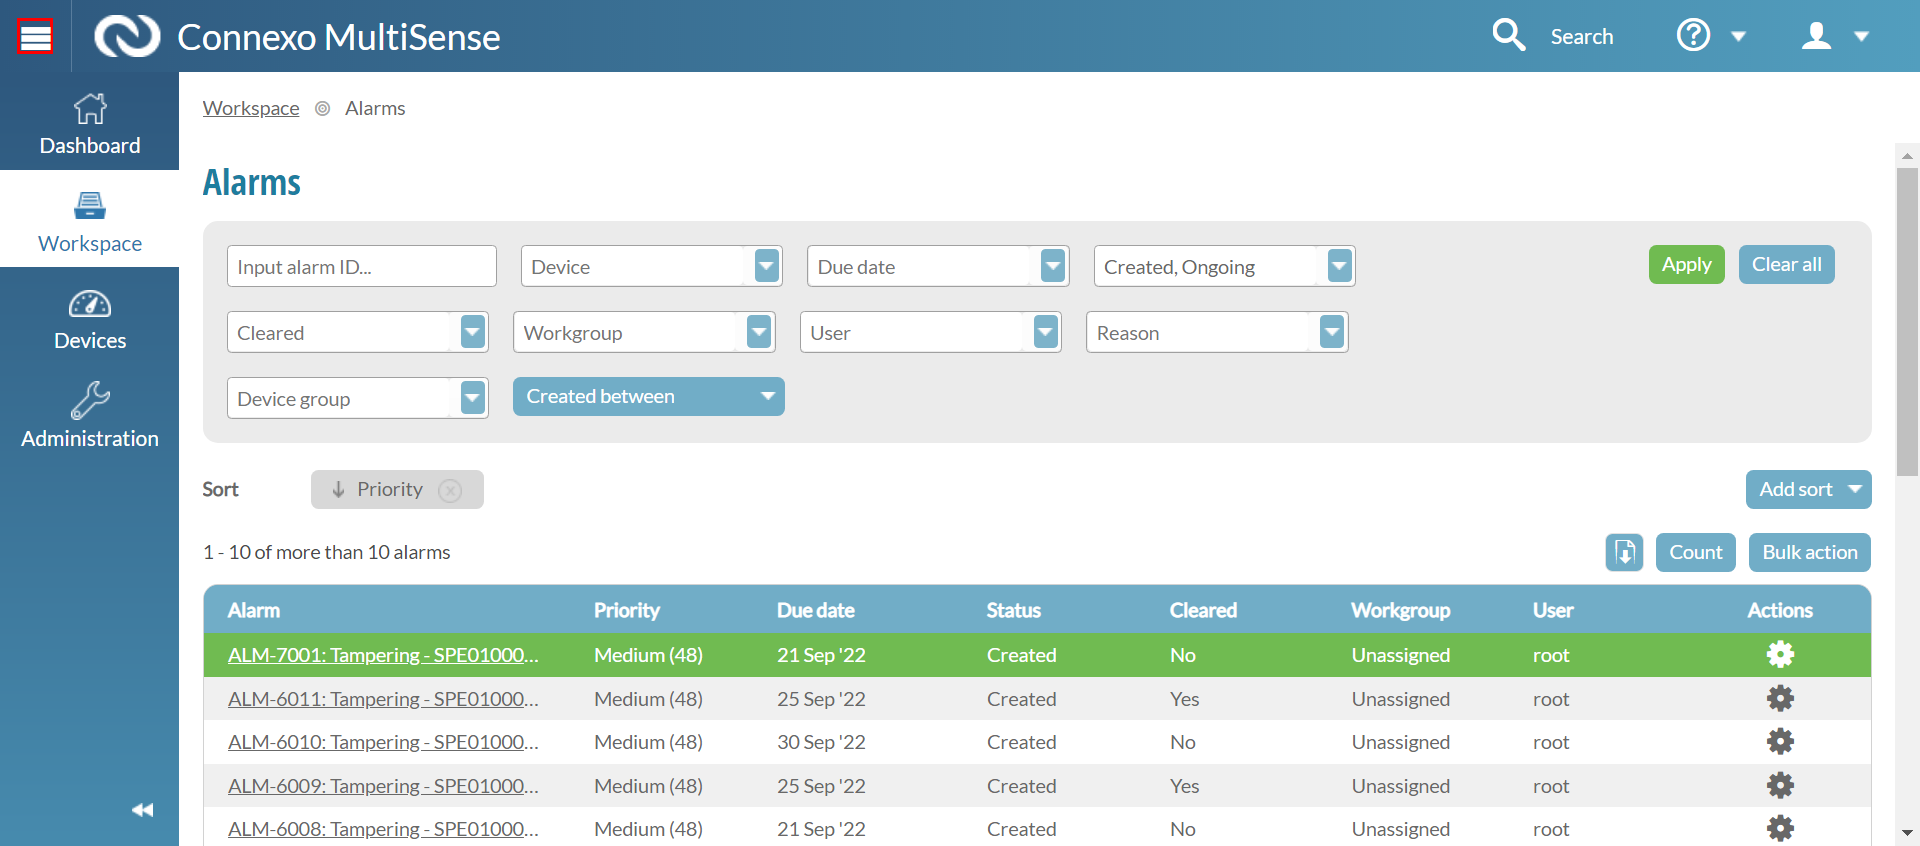 Connexo MultiSense
Search
Dashboard
Workspace
Devices
Administration
Workspace Alarms
Alarms
Input alarm ID... Device Due date Created, Ongoing Apply Clear all
Cleared Workgroup User Reason
Device group Created between
Sort Priority Add sort
1 - 10 of more than 10 alarms Count Bulk action
Alarm Priority Due date Status Cleared Workgroup User Actions
ALM-7001: Tampering - SPE01000... Medium (48) 21 Sep '22 Created No Unassigned root
ALM-6011: Tampering - SPE01000... Medium (48) 25 Sep '22 Created Yes Unassigned root
ALM-6010: Tampering - SPE01000... Medium (48) 30 Sep '22 Created No Unassigned root
ALM-6009: Tampering - SPE01000... Medium (48) 25 Sep '22 Created Yes Unassigned root
ALM-6008: Tampering - SPE01000... Medium (48) 21 Sep '22 Created No Unassigned root